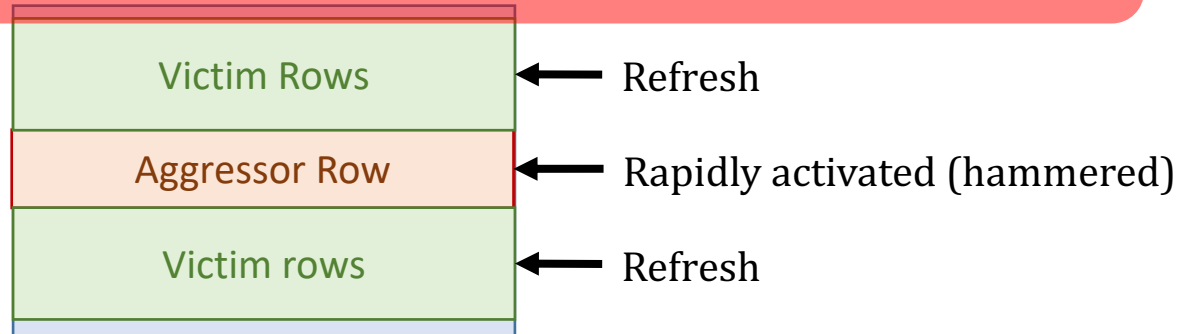 Victim Rows
Refresh
Aggressor Row
Rapidly activated (hammered)
Victim rows
Refresh